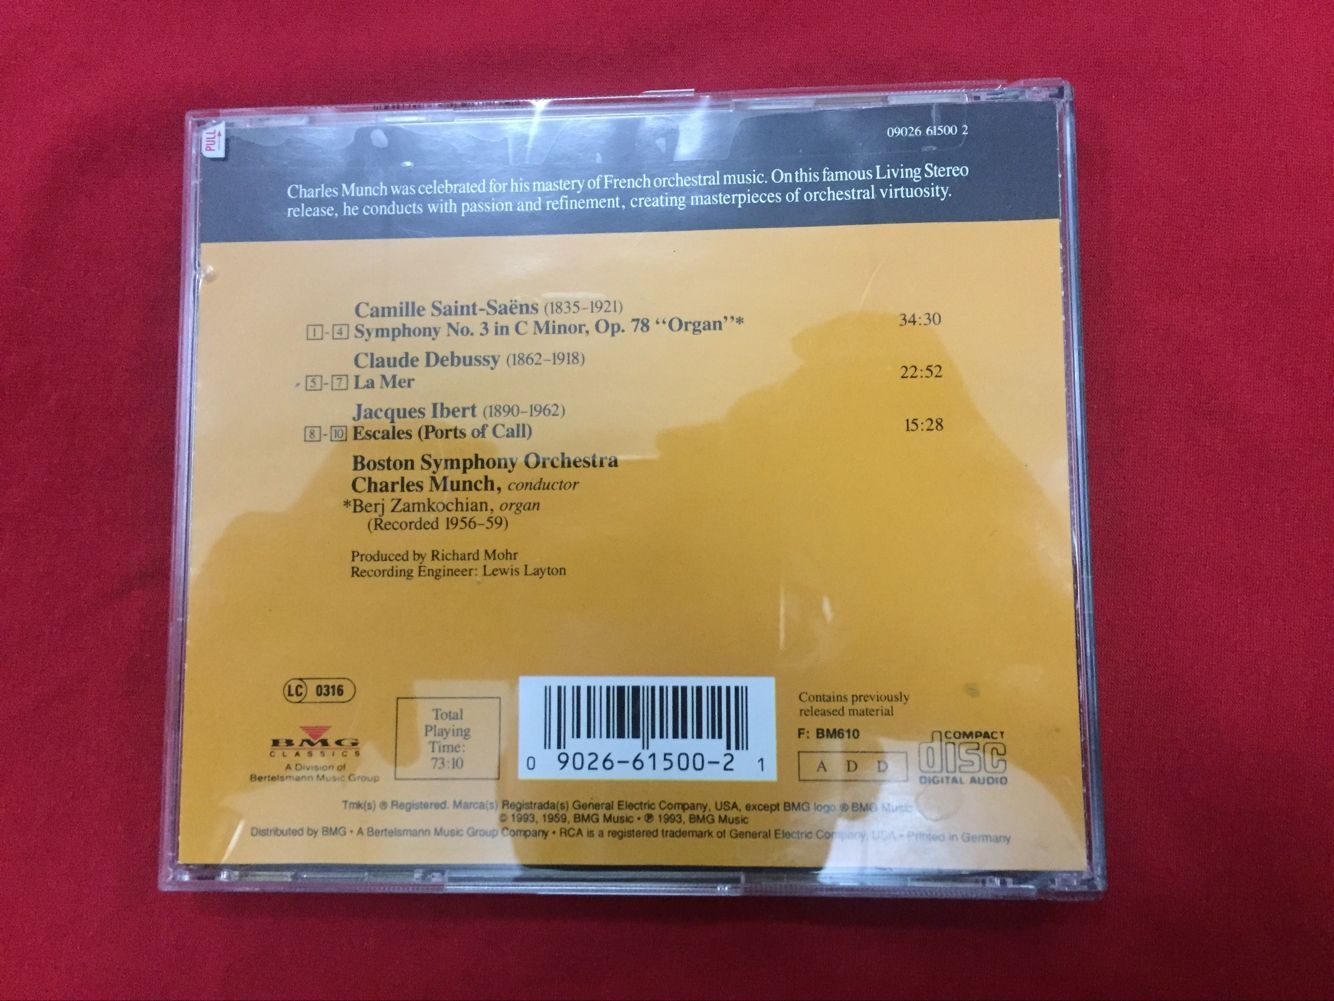 PULL
09026 61500 2
Charles Munch was celebrated for his mastery of French orchestral music. On this famous Living Stereo
release, he conducts with passion and refinement, creating masterpieces of orchestral virtuosity.
Camille Saint-Saëns (1835–1921)
1 - 4 Symphony No. 3 in C Minor, Op. 78 “Organ”* 34:30
Claude Debussy (1862–1918)
5 - 7 La Mer 22:52
Jacques Ibert (1890–1962)
8 - 10 Escales (Ports of Call) 15:28
Boston Symphony Orchestra
Charles Munch, conductor
*Berj Zamkochian, organ
(Recorded 1956–59)
Produced by Richard Mohr
Recording Engineer: Lewis Layton
LC 0316
BMG
CLASSICS
A Division of
Bertelsmann Music Group
Total
Playing
Time:
73:10
0 9026-61500-2 1
Contains previously
released material
F: BM610
A D D
COMPACT
disc
DIGITAL AUDIO
Tmk(s) ® Registered. Marca(s) Registrada(s) General Electric Company, USA, except BMG logo ® BMG Music
© 1993, 1959, BMG Music • ℗ 1993, BMG Music
Distributed by BMG • A Bertelsmann Music Group Company • RCA is a registered trademark of General Electric Company, USA • Printed in Germany